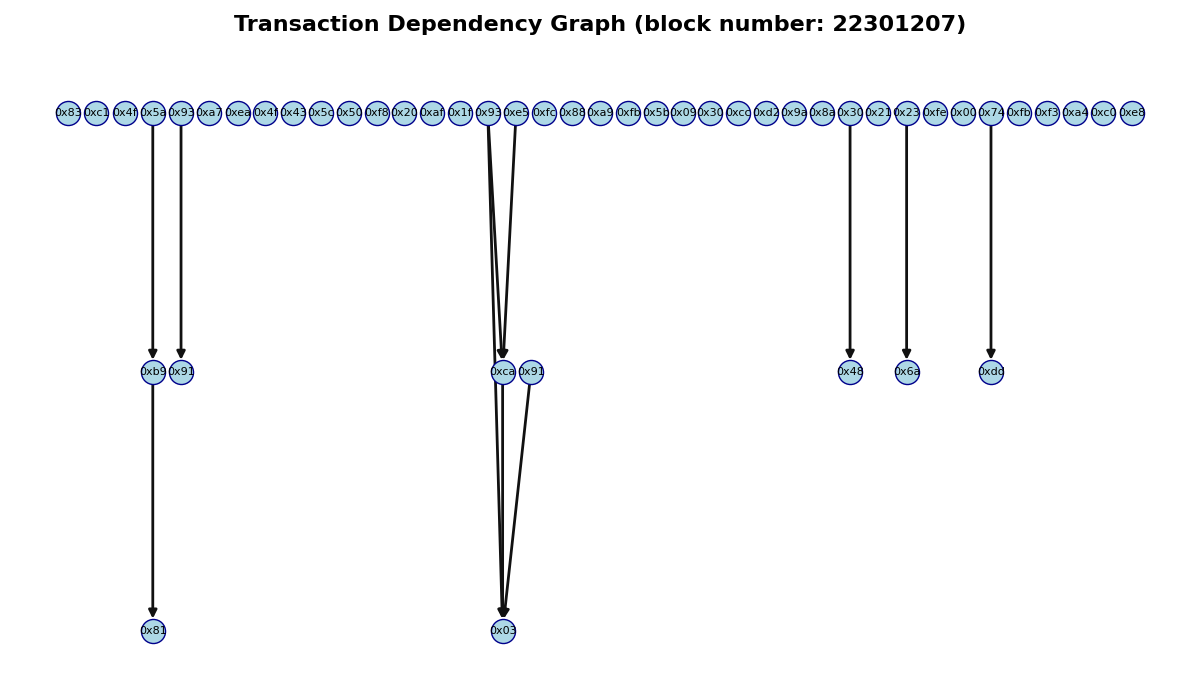 Transaction Dependency Graph (block number: 22301207)
0x83 0xc1 0x4f 0x5a 0x93 0xa7 0xea 0x4f 0x43 0x5c 0x50 0xf8 0x20 0xaf 0x1f 0x93 0xe5 0xfc 0x88 0xa9 0xfb 0x5b 0x09 0x30 0xcc 0xd2 0x9a 0x8a 0x30 0x21 0x23 0xfe 0x00 0x74 0xfb 0xf3 0xa4 0xc0 0xe8
0xb9 0x91 0xca 0x91 0x48 0x6a 0xdd
0x81 0x03